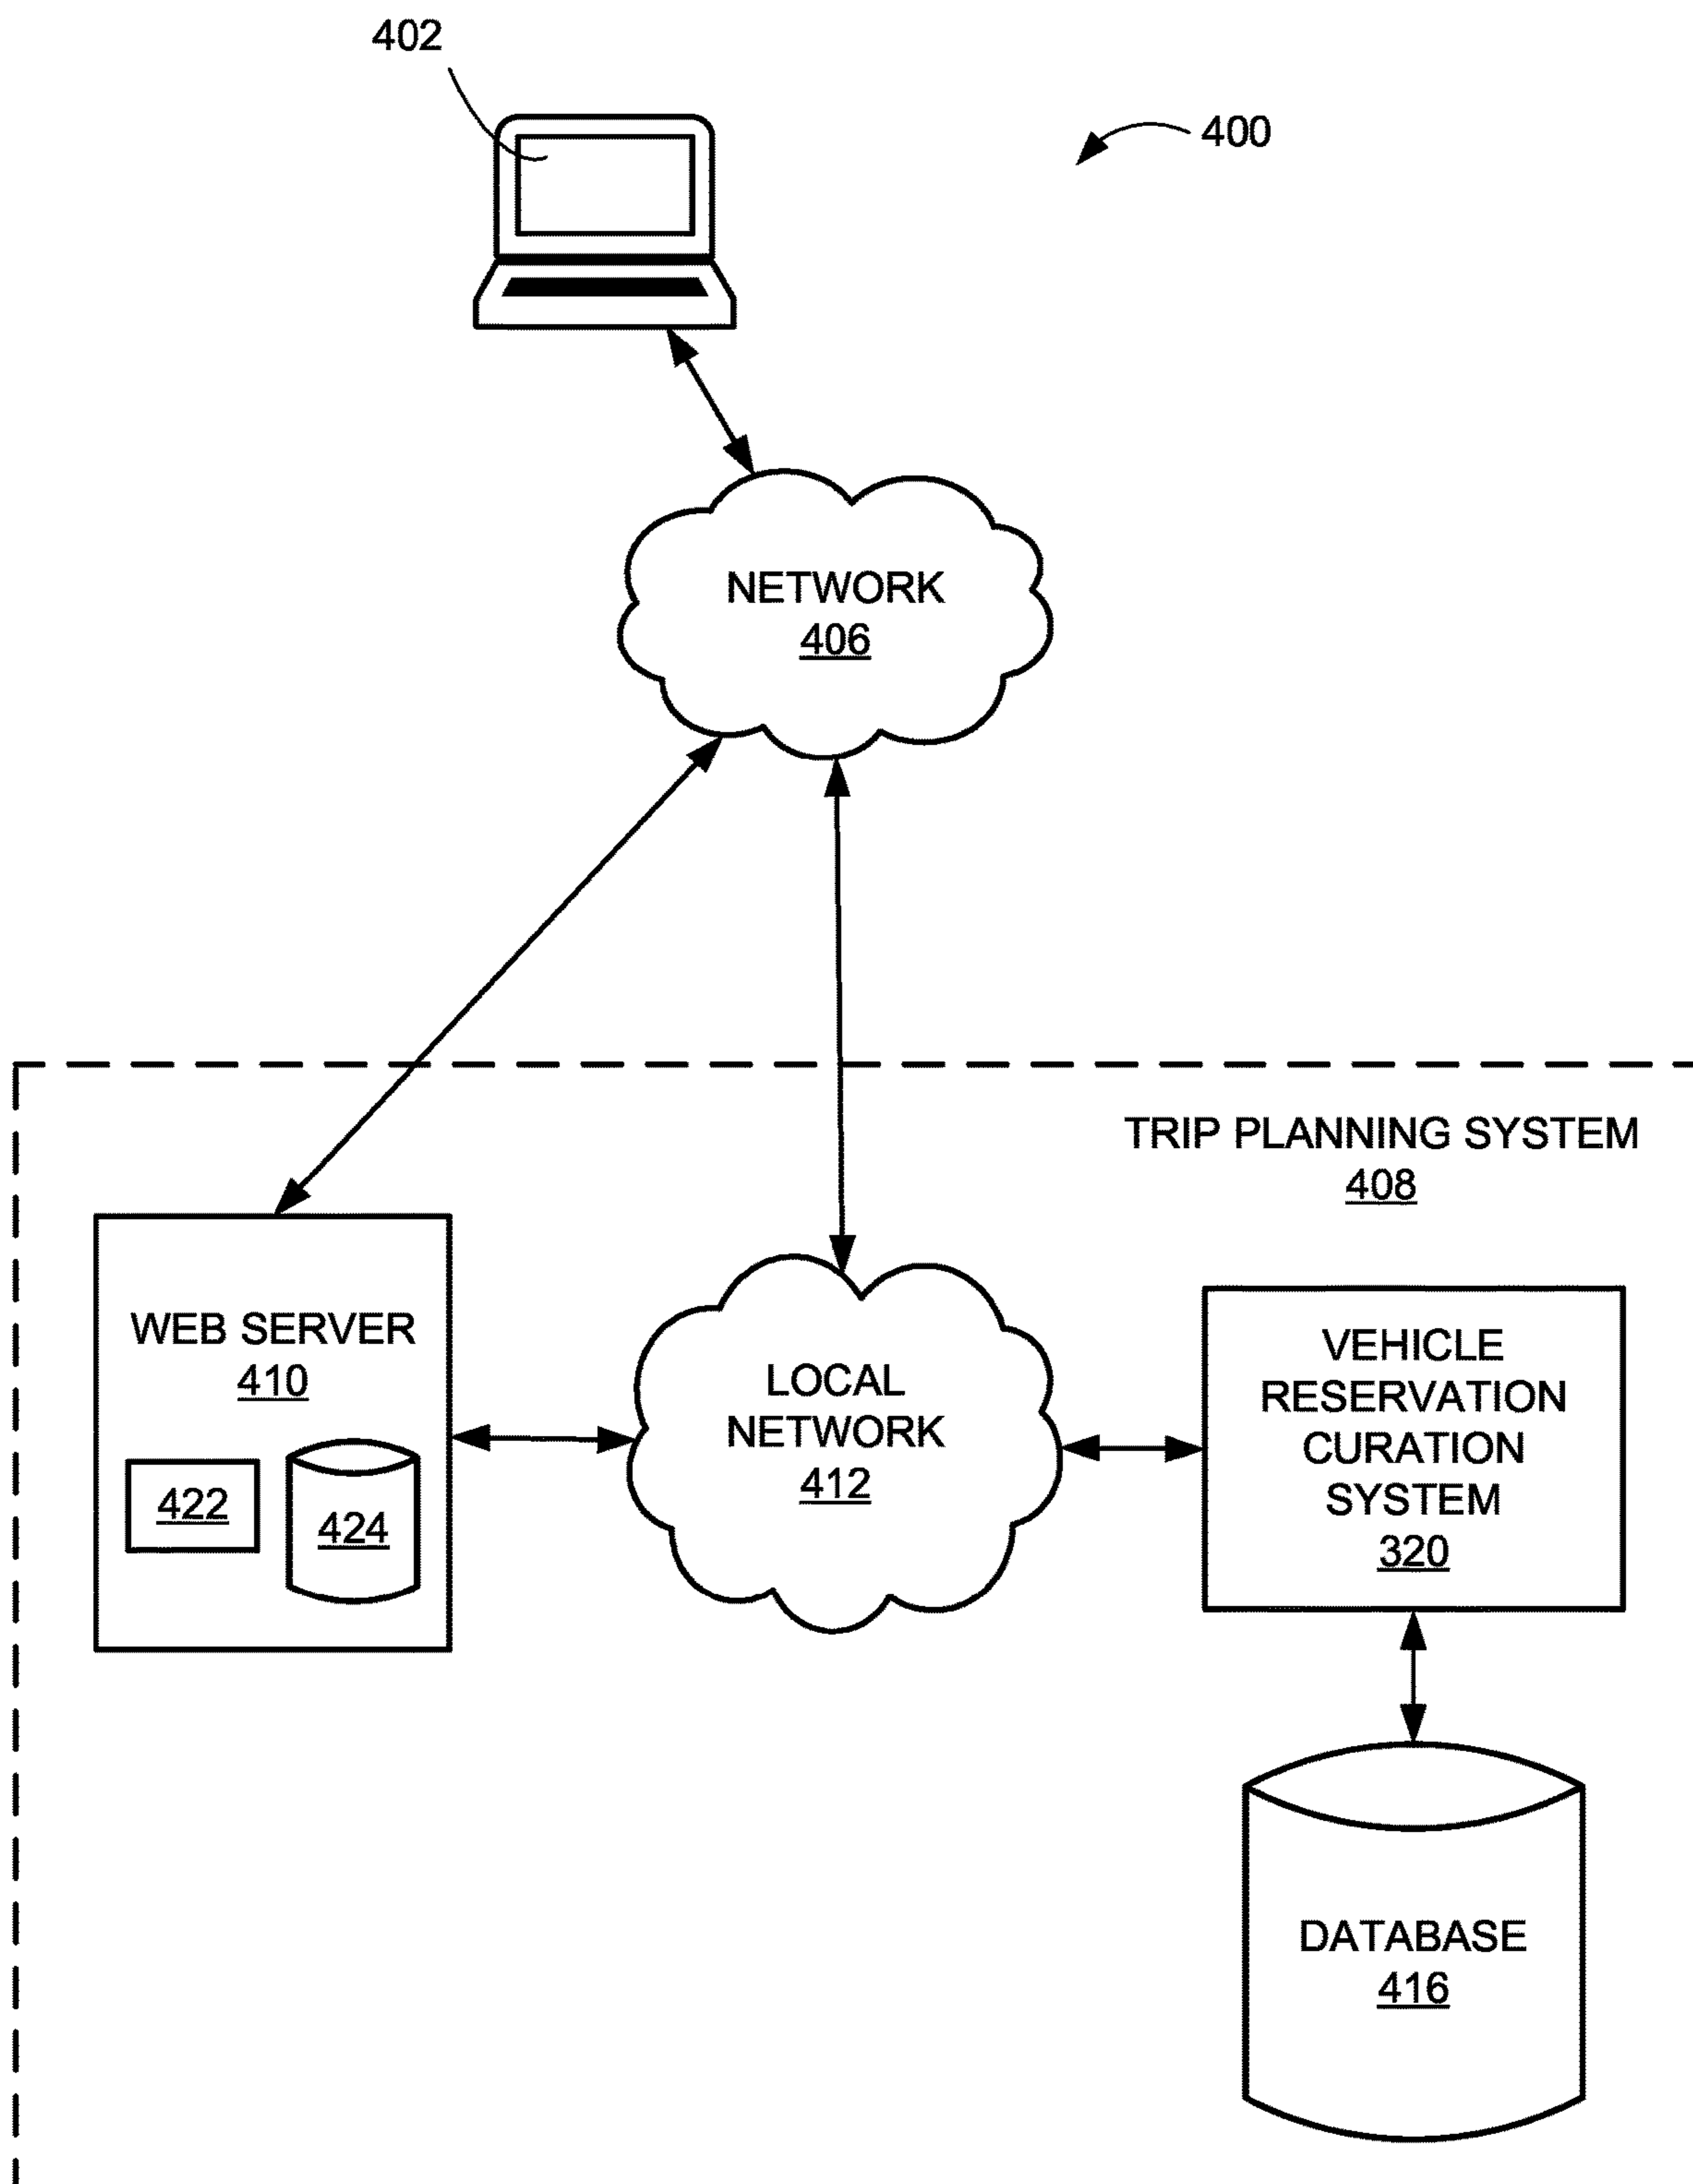 402
400
NETWORK
406
TRIP PLANNING SYSTEM
408
WEB SERVER
410
422
424
LOCAL
NETWORK
412
VEHICLE
RESERVATION
CURATION
SYSTEM
320
DATABASE
416